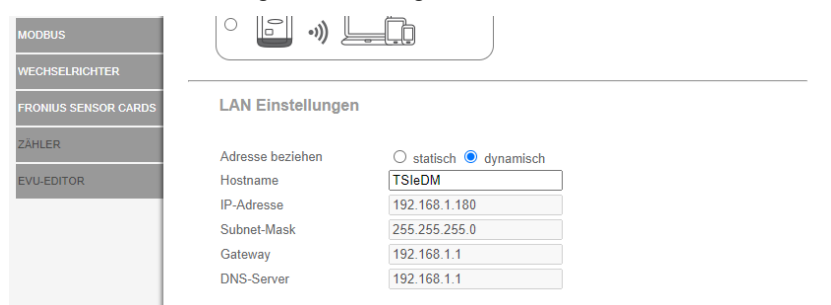 MODBUS
WECHSELRICHTER
FRONIUS SENSOR CARDS
ZÄHLER
EVU-EDITOR
LAN Einstellungen
Adresse beziehen statisch dynamisch
Hostname TSIeDM
IP-Adresse 192.168.1.180
Subnet-Mask 255.255.255.0
Gateway 192.168.1.1
DNS-Server 192.168.1.1